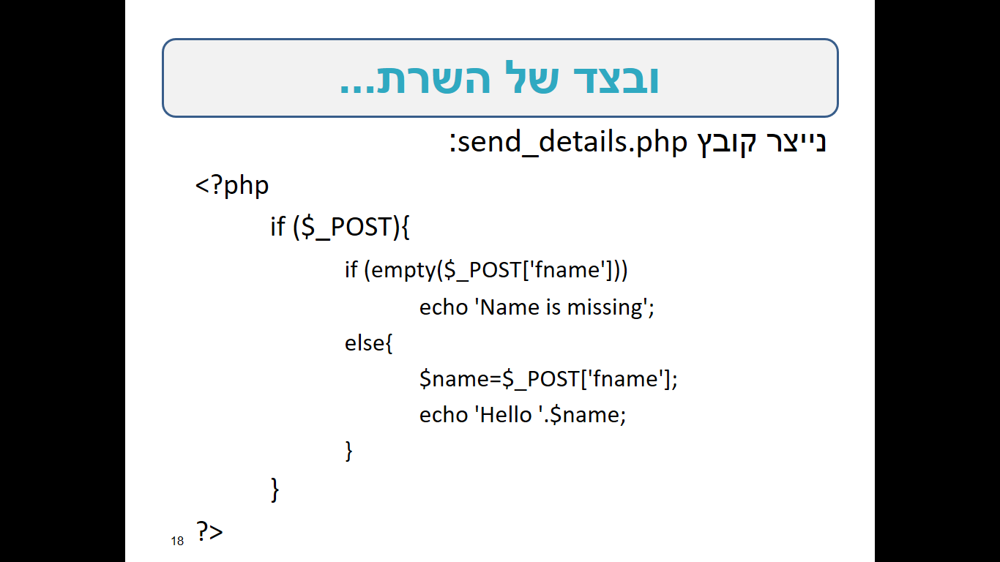 ובצד של השרת...
נייצר קובץ send_details.php:
<?php
if ($_POST){
if (empty($_POST['fname']))
echo 'Name is missing';
else{
$name=$_POST['fname'];
echo 'Hello '.$name;
}
}
?>
18